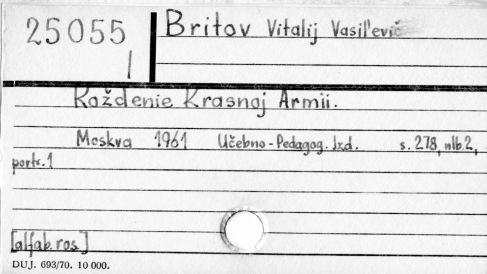 25055 Britov Vitalij Vasil'evič
1
Roždenie Krasnoj Armii.
Moskva 1961 Učebno-Pedagog. Izd. s. 278, nlb. 2,
portr. 1
[alfab. ros.]
DUJ. 693/70. 10 000.